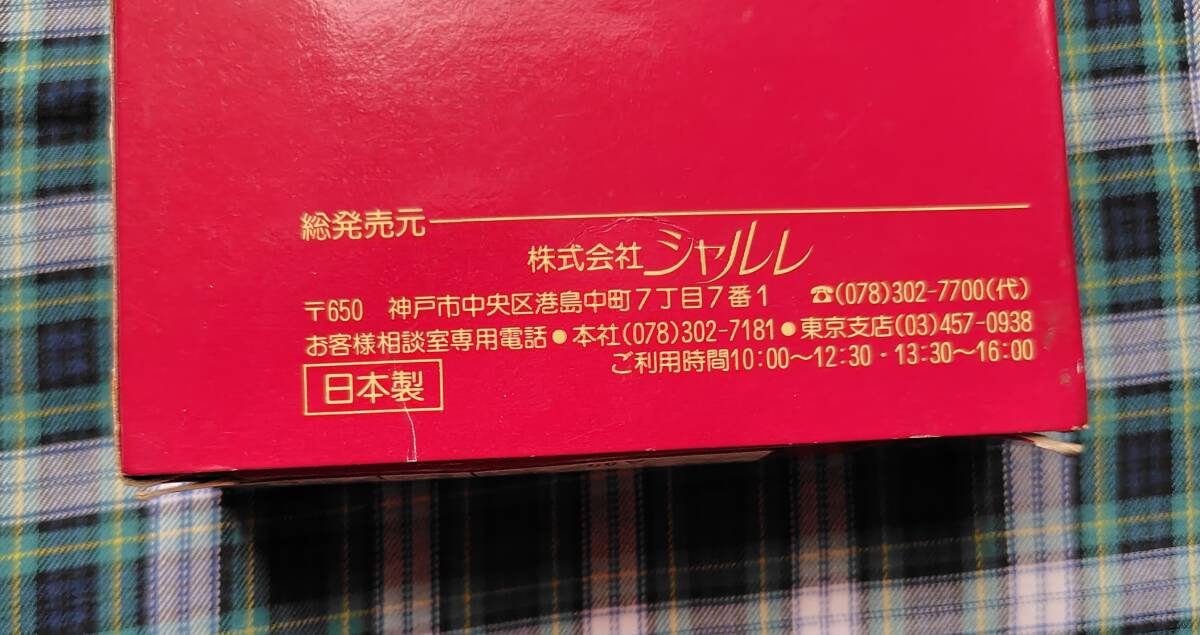 総発売元
株式会社シャルレ
〒650 神戸市中央区港島中町7丁目7番1 ☎(078)302-7700(代)
お客様相談室専用電話●本社(078)302-7181●東京支店(03)457-0938
ご利用時間10:00〜12:30・13:30〜16:00
日本製